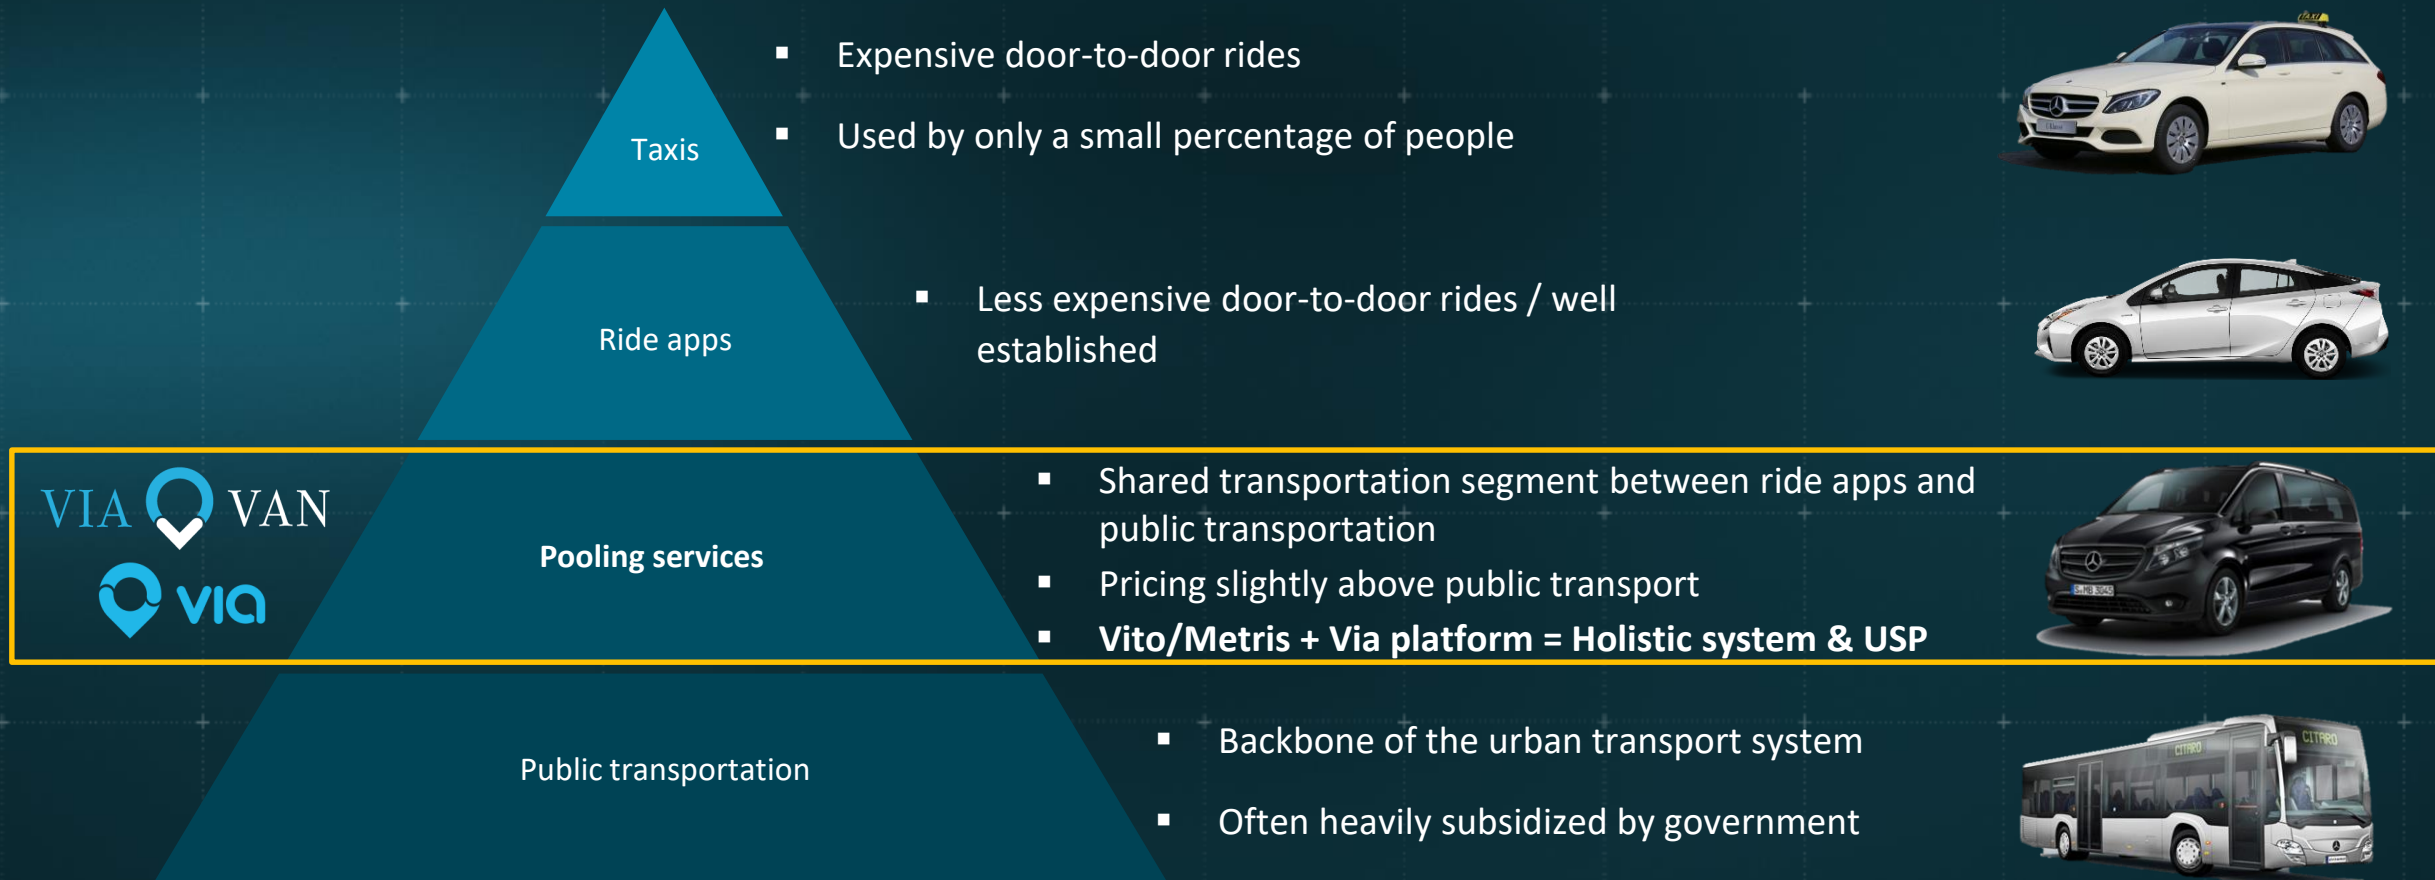 TAXI
Expensive door-to-door rides
Used by only a small percentage of people
Taxis
Less expensive door-to-door rides / well
established
Ride apps
VIA VAN
via
Pooling services
Shared transportation segment between ride apps and
public transportation
Pricing slightly above public transport
Vito/Metris + Via platform = Holistic system & USP
Public transportation
Backbone of the urban transport system
Often heavily subsidized by government
CITARO
CITARO